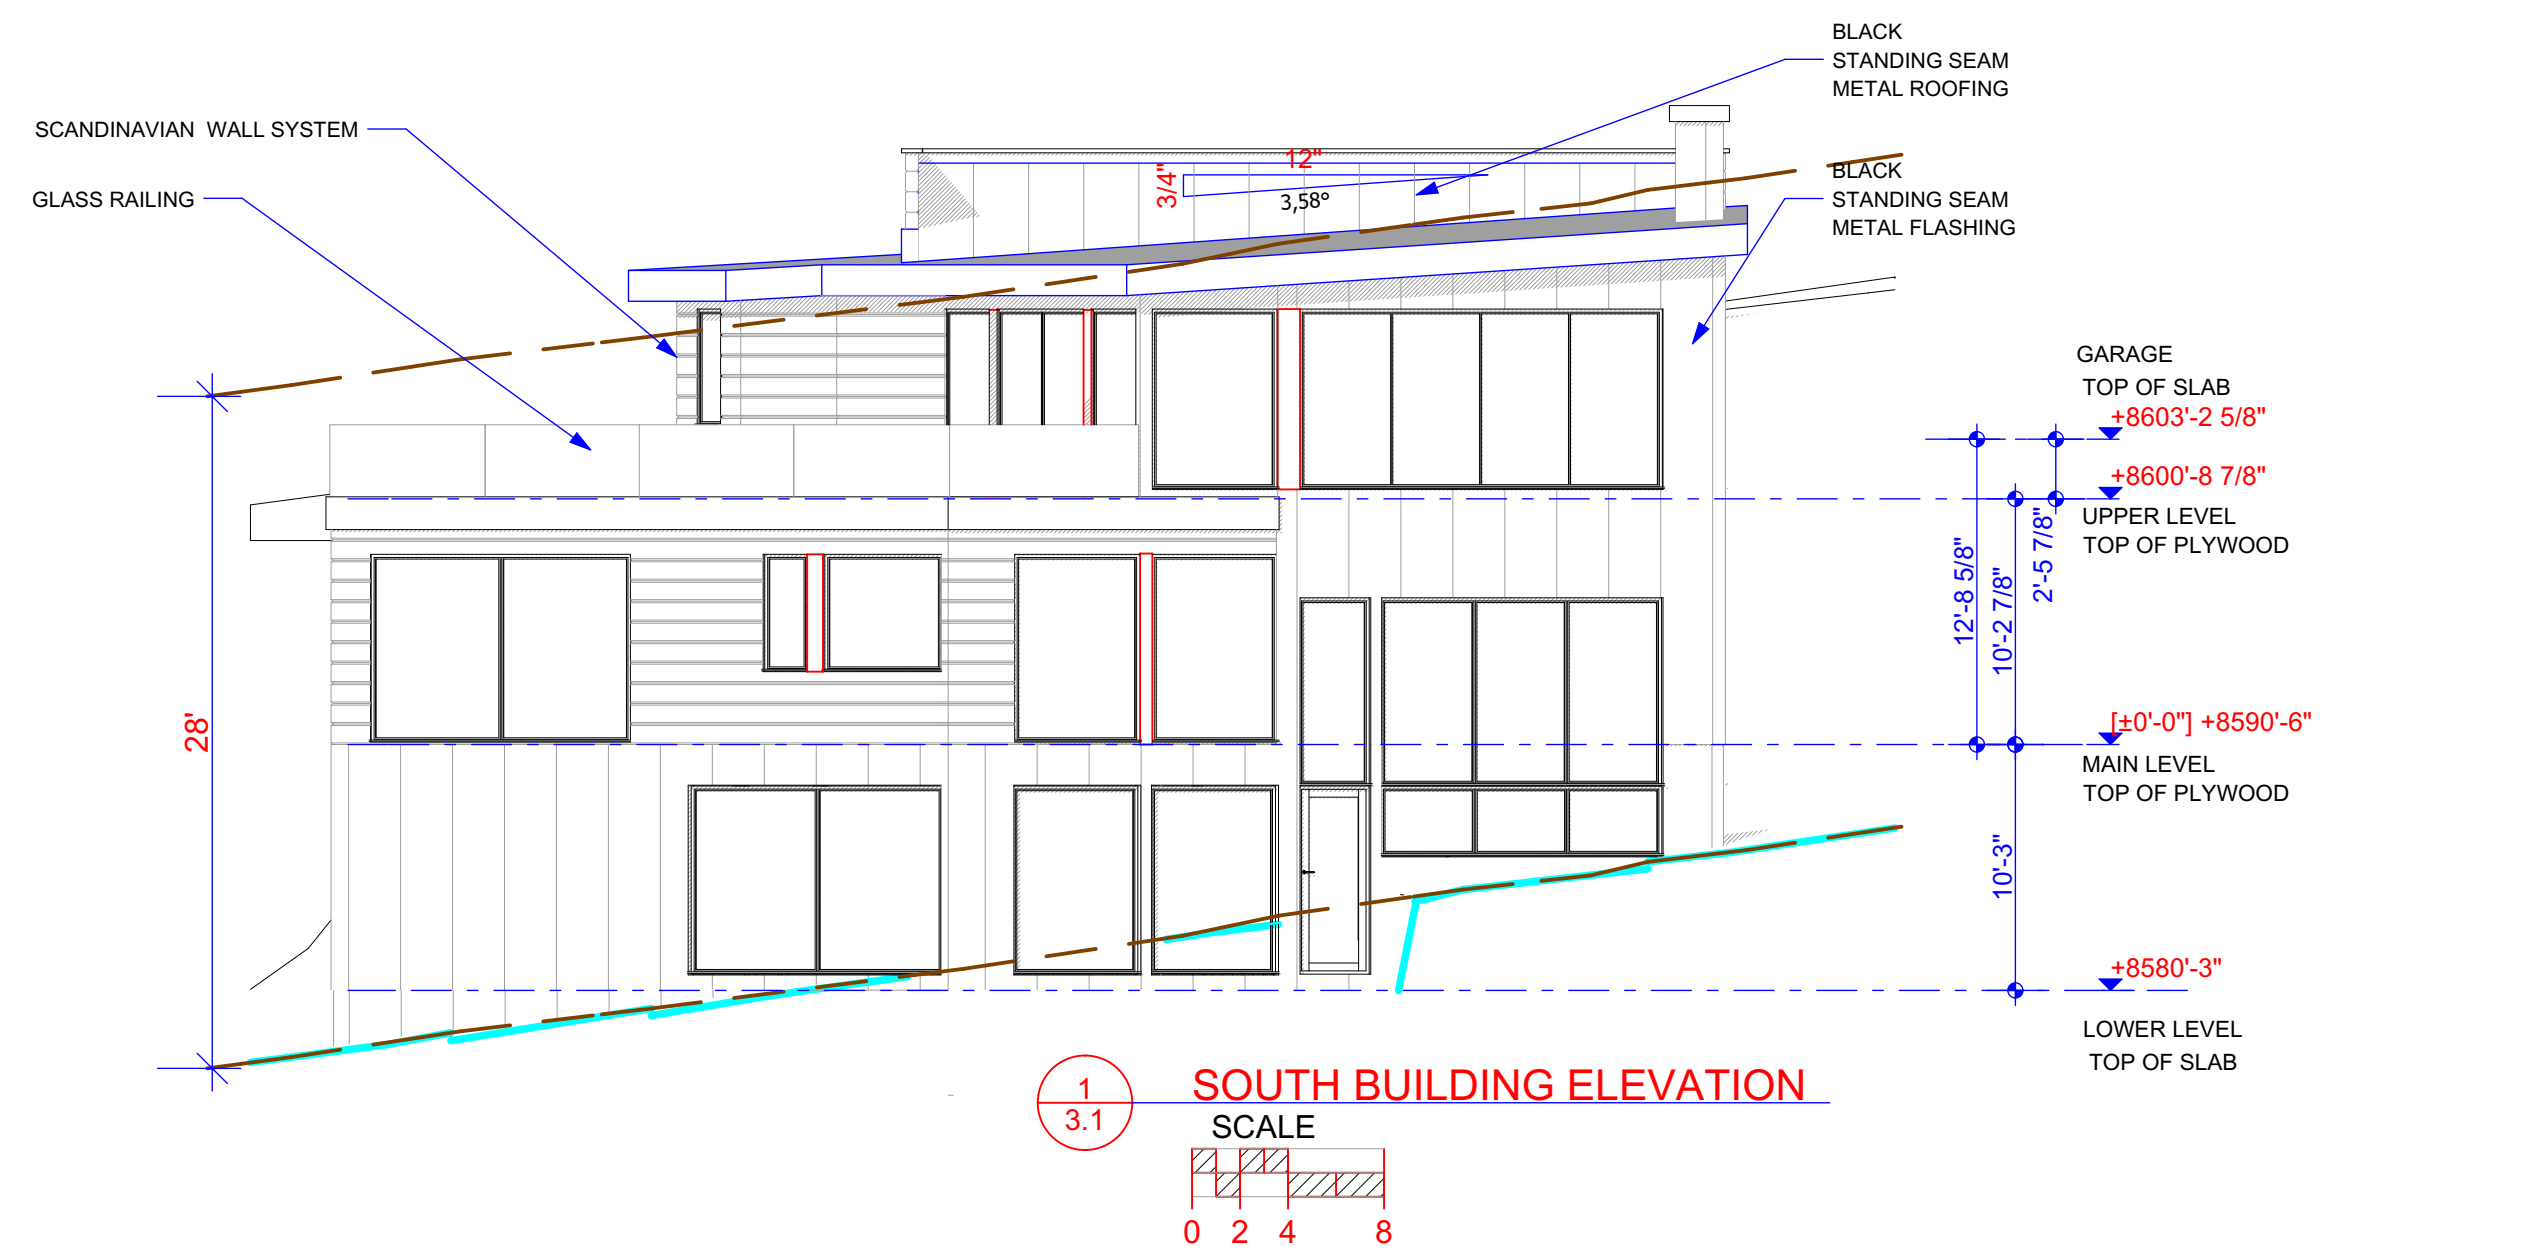 BLACK
STANDING SEAM
METAL ROOFING
SCANDINAVIAN  WALL SYSTEM
GLASS RAILING
12"
3/4"
3,58°
BLACK
STANDING SEAM
METAL FLASHING
GARAGE
TOP OF SLAB
+8603'-2 5/8"
+8600'-8 7/8"
UPPER LEVEL
TOP OF PLYWOOD
12'-8 5/8"
10'-2 7/8"
2'-5 7/8"
28'
[±0'-0"] +8590'-6"
MAIN LEVEL
TOP OF PLYWOOD
10'-3"
+8580'-3"
LOWER LEVEL
TOP OF SLAB
1
3.1
SOUTH BUILDING ELEVATION
SCALE
0 2 4 8